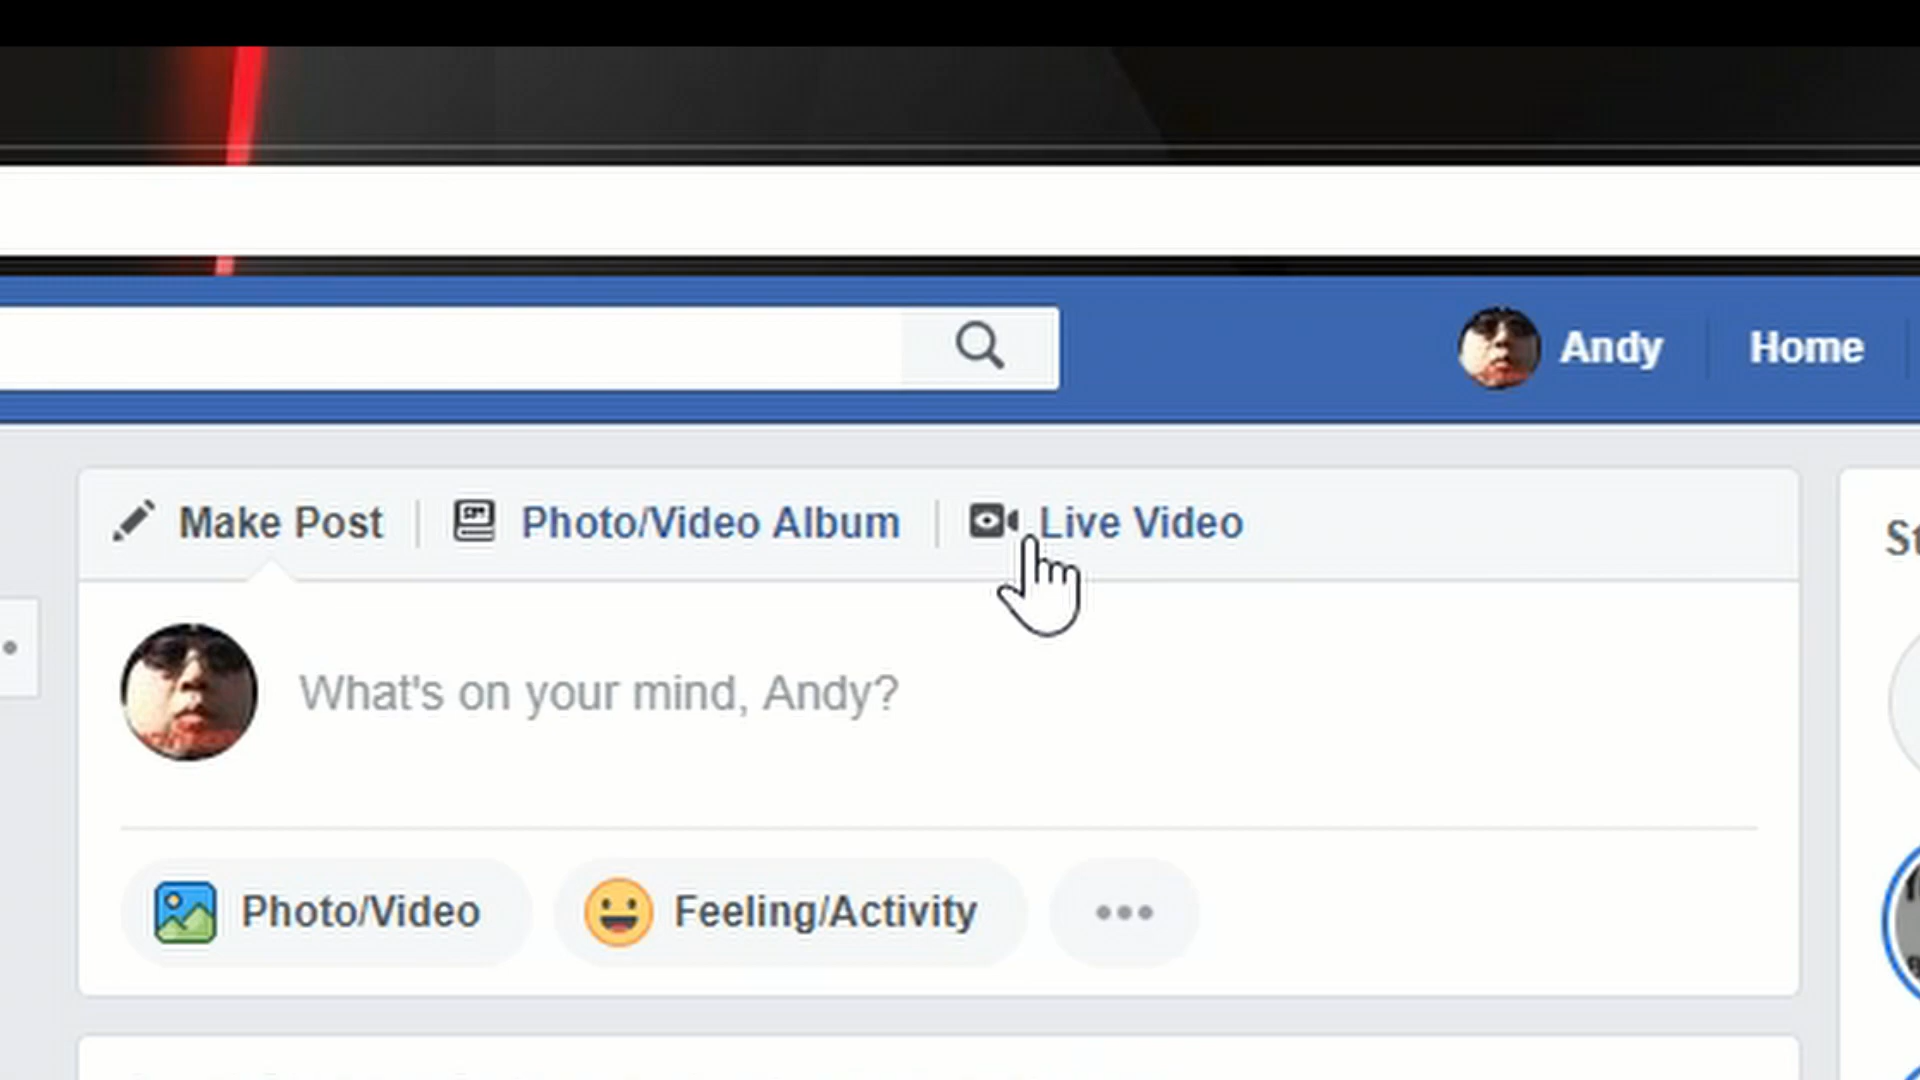 Andy Home
Make Post Photo/Video Album Live Video
What's on your mind, Andy?
Photo/Video Feeling/Activity